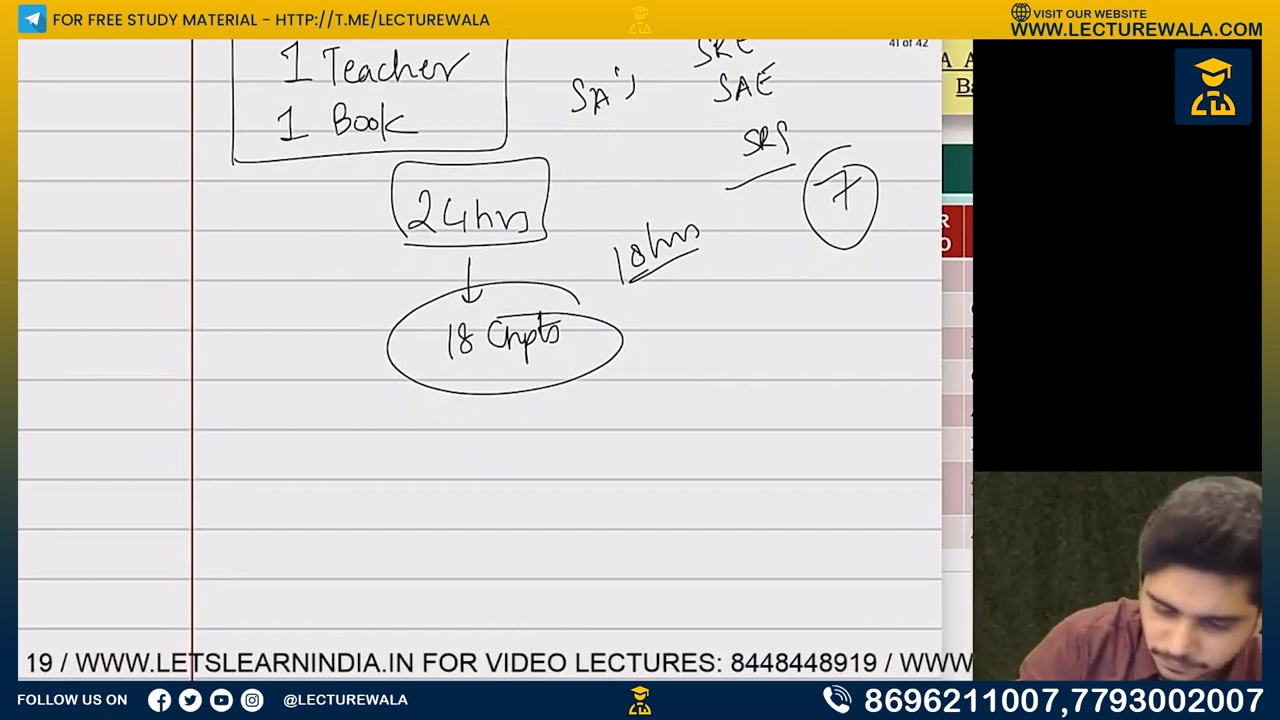 FOR FREE STUDY MATERIAL - HTTP://T.ME/LECTUREWALA
VISIT OUR WEBSITE
WWW.LECTUREWALA.COM
41 of 42
1 Teacher
1 Book
SA's
SRE
SAE
SRS
24hrs
18hrs
7
18 Chpts
19 / WWW.LETSLEARNINDIA.IN FOR VIDEO LECTURES: 8448448919 / WWW
FOLLOW US ON
@LECTUREWALA
8696211007,7793002007